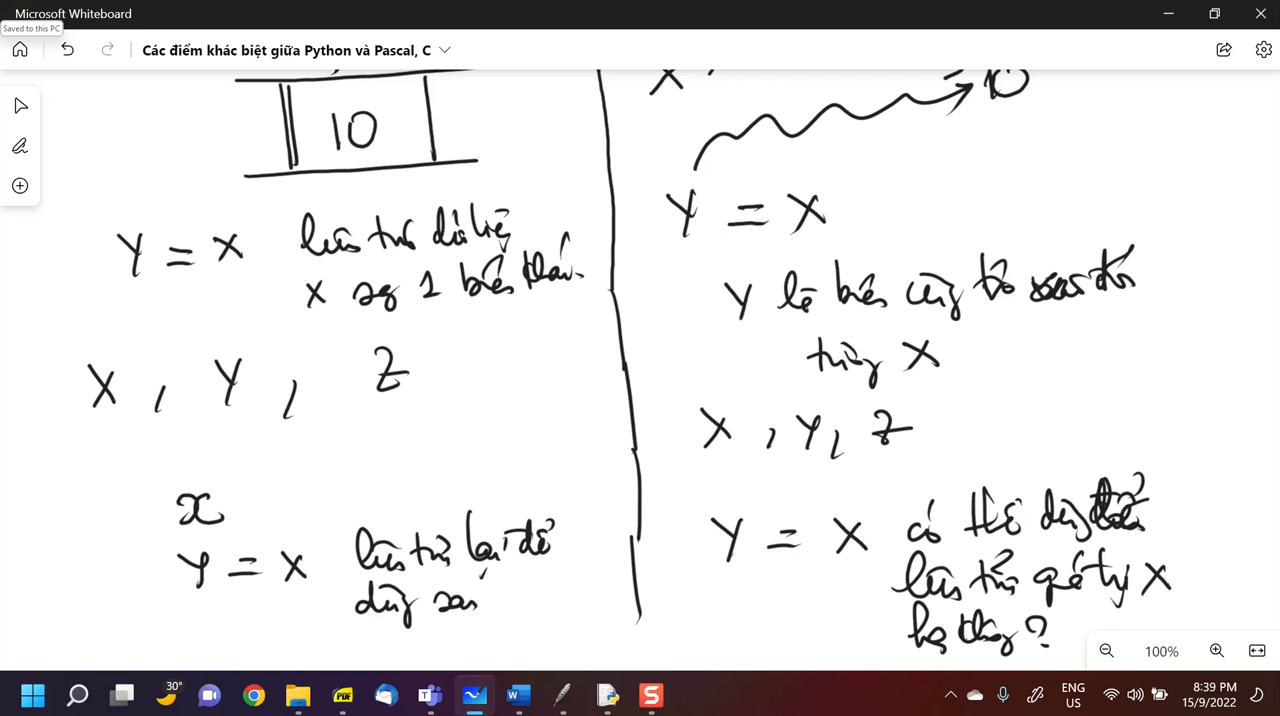 Microsoft Whiteboard
Saved to this PC
Các điểm khác biệt giữa Python và Pascal, C
10
Y = X lưu trữ dữ liệu
X sang 1 biến khác
X, Y, Z
x
Y = X lưu trữ lại để
dùng sau
X,
10
Y = X
Y là biến cũng trỏ
trùng X
X, Y, Z
Y = X có thể dùng để
lưu trữ giá trị X
hay không?
100%
30°
ENG
US
8:39 PM
15/9/2022